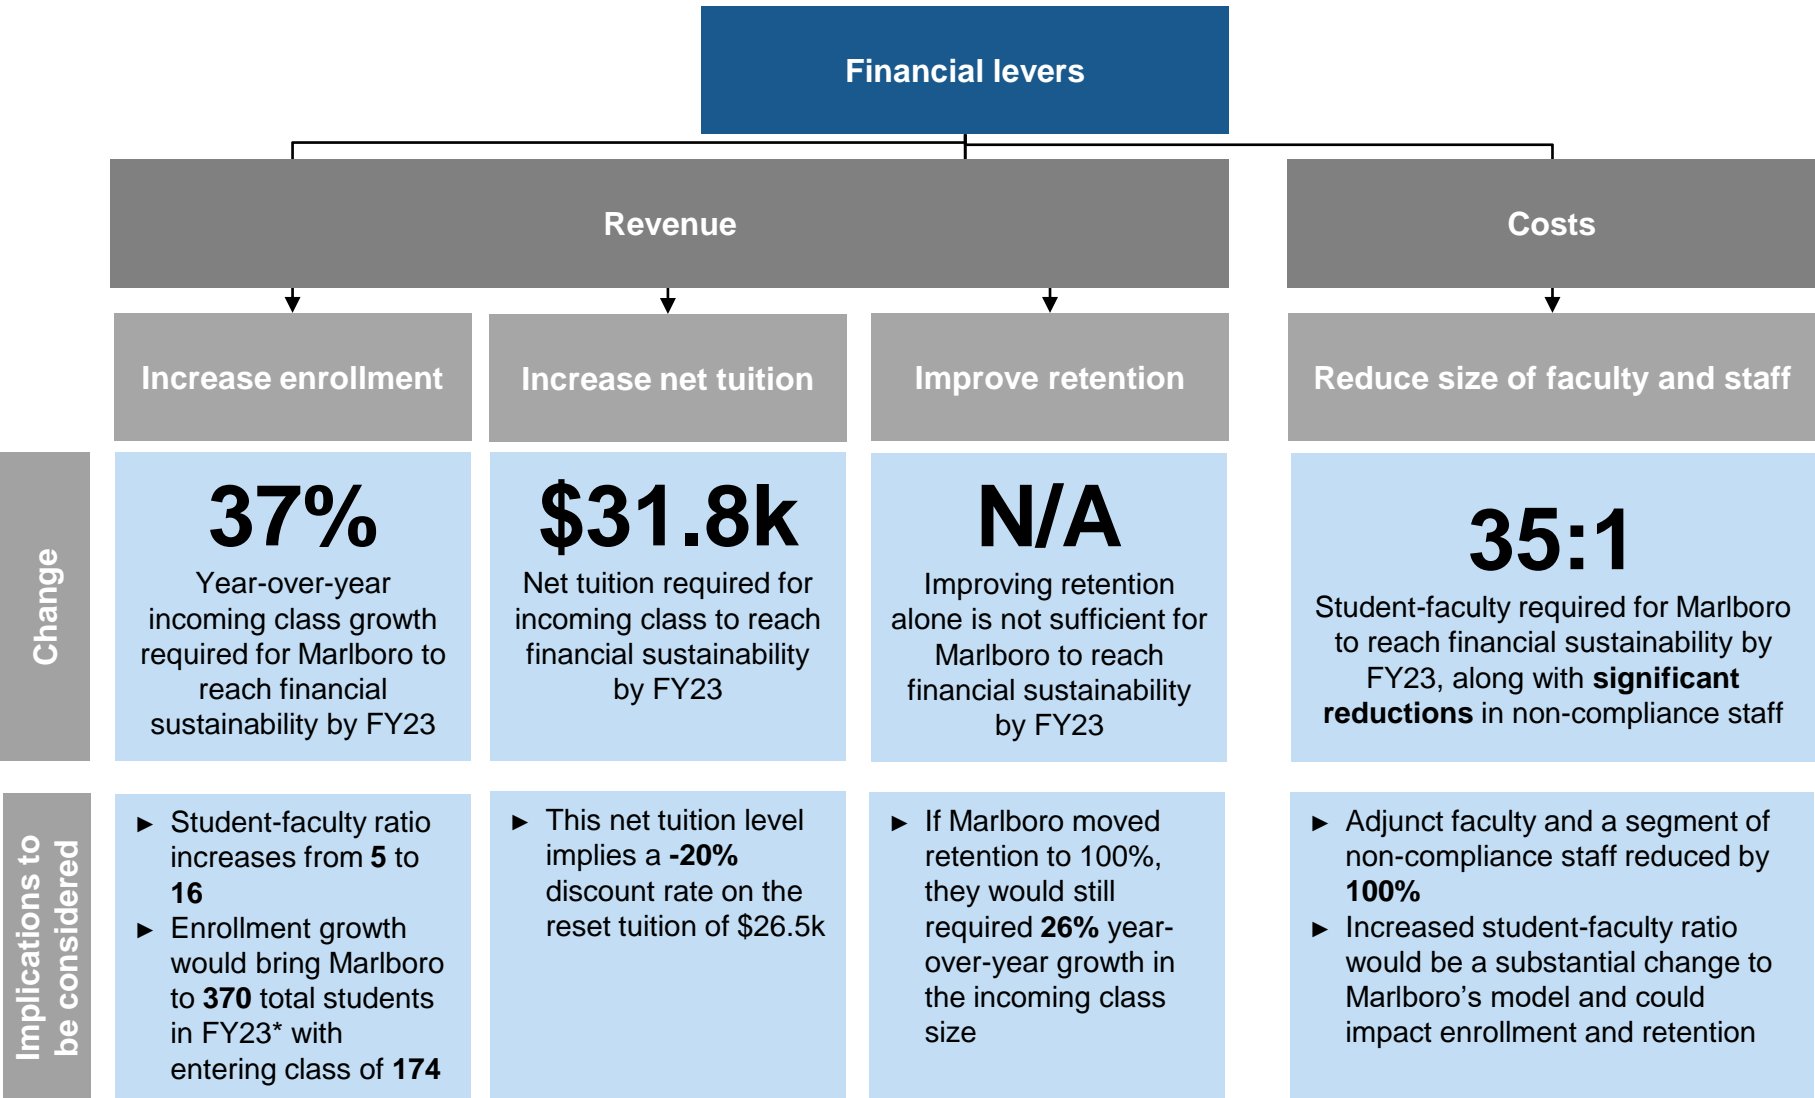 Financial levers
Revenue
Costs
Increase enrollment
Increase net tuition
Improve retention
Reduce size of faculty and staff
Change
37%
Year-over-year
incoming class growth
required for Marlboro to
reach financial
sustainability by FY23
$31.8k
Net tuition required for
incoming class to reach
financial sustainability
by FY23
N/A
Improving retention
alone is not sufficient for
Marlboro to reach
financial sustainability
by FY23
35:1
Student-faculty required for Marlboro
to reach financial sustainability by
FY23, along with significant
reductions in non-compliance staff
Implications to
be considered
► Student-faculty ratio
increases from 5 to
16
► Enrollment growth
would bring Marlboro
to 370 total students
in FY23* with
entering class of 174
► This net tuition level
implies a -20%
discount rate on the
reset tuition of $26.5k
► If Marlboro moved
retention to 100%,
they would still
required 26% year-
over-year growth in
the incoming class
size
► Adjunct faculty and a segment of
non-compliance staff reduced by
100%
► Increased student-faculty ratio
would be a substantial change to
Marlboro’s model and could
impact enrollment and retention